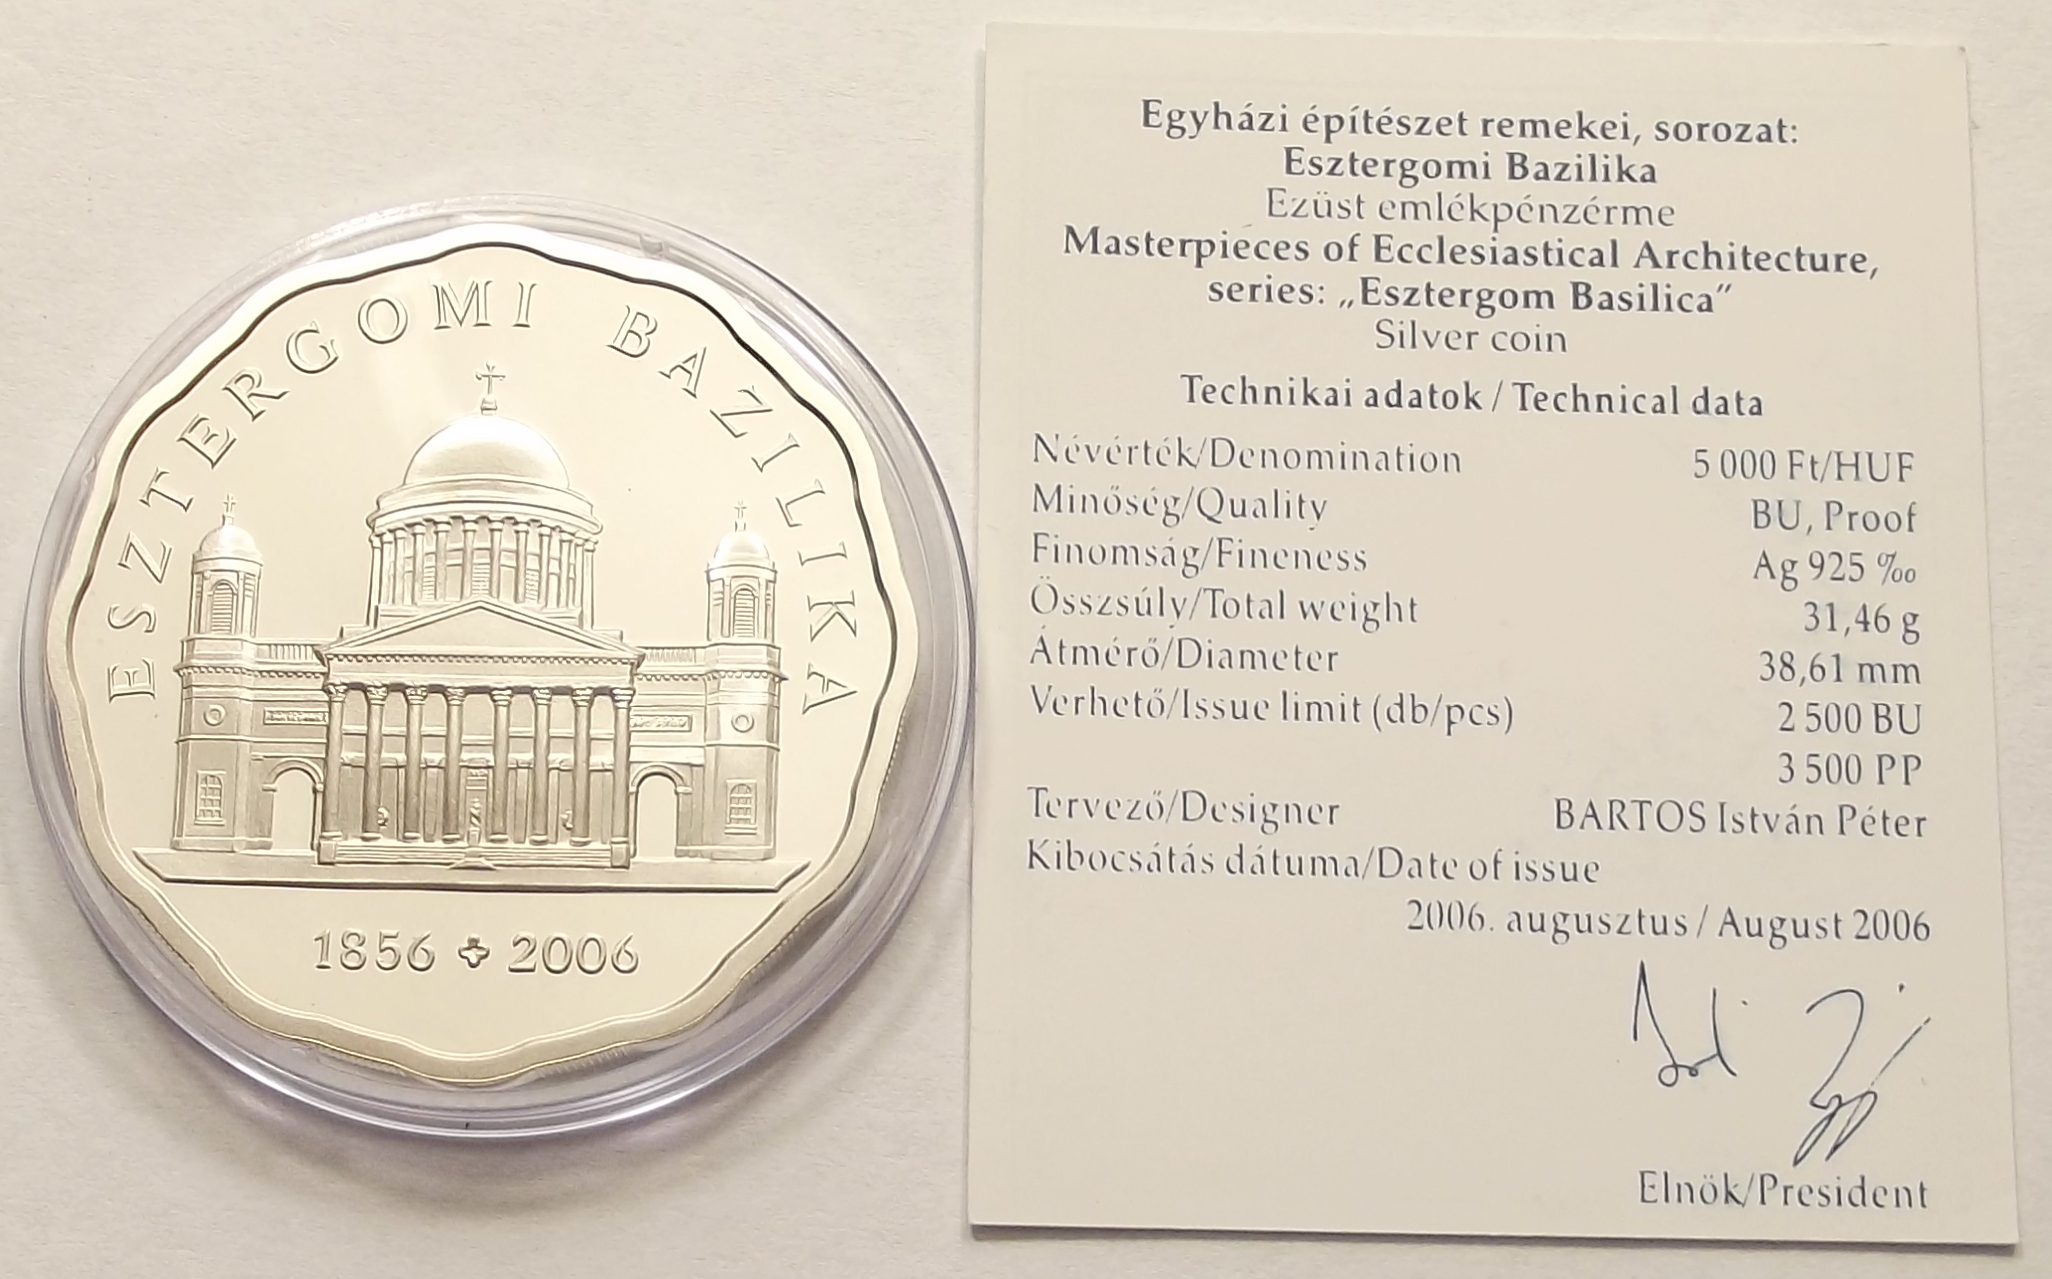 ESZTERGOMI BAZILIKA
1856 2006
Egyházi építészet remekei, sorozat:
Esztergomi Bazilika
Ezüst emlékpénzérme
Masterpieces of Ecclesiastical Architecture,
series: „Esztergom Basilica”
Silver coin
Technikai adatok / Technical data
Névérték/Denomination 5 000 Ft/HUF
Minőség/Quality BU, Proof
Finomság/Fineness Ag 925 ‰
Összsúly/Total weight 31,46 g
Átmérő/Diameter 38,61 mm
Verhető/Issue limit (db/pcs) 2 500 BU
3 500 PP
Tervező/Designer BARTOS István Péter
Kibocsátás dátuma/Date of issue
2006. augusztus / August 2006
Elnök/President